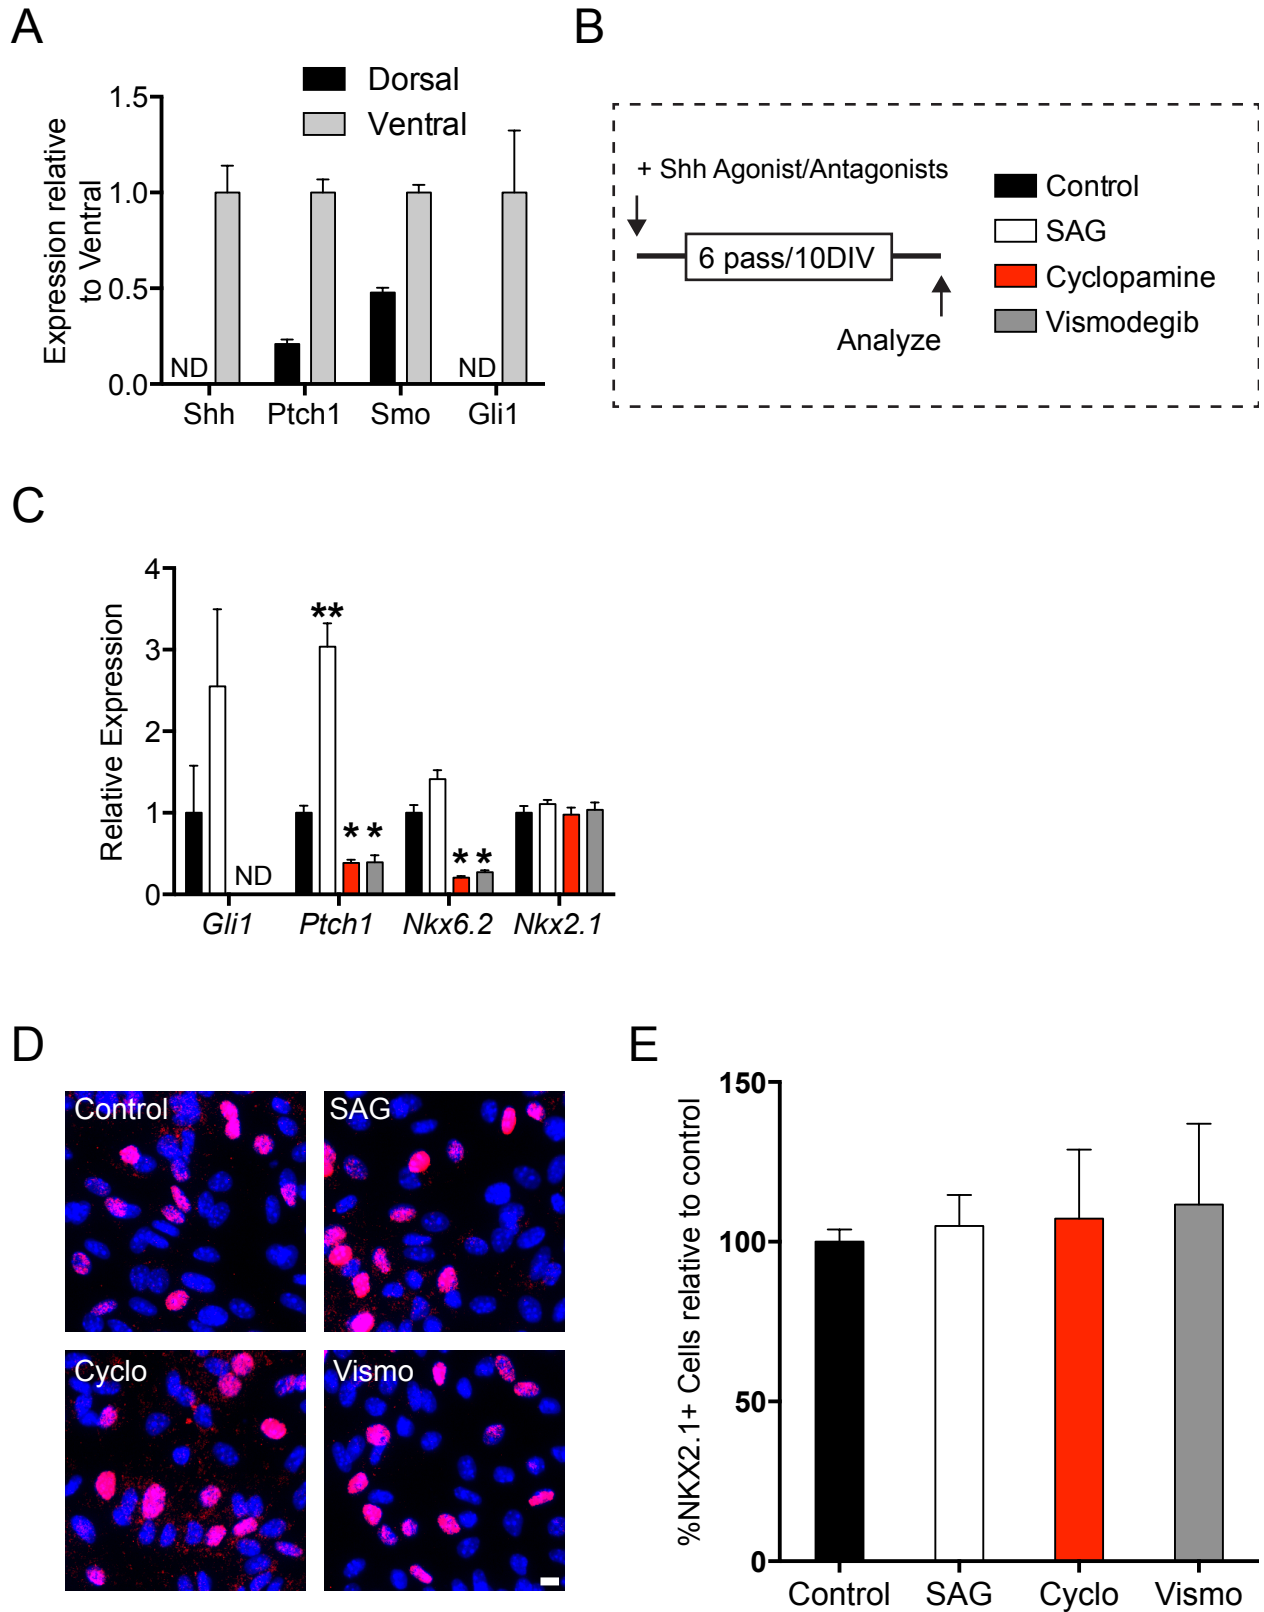 A
Dorsal
Ventral
Expression relative
to Ventral
1.5
1.0
0.5
0.0
ND
ND
Shh
Ptch1
Smo
Gli1
B
+ Shh Agonist/Antagonists
6 pass/10DIV
Analyze
Control
SAG
Cyclopamine
Vismodegib
C
Relative Expression
4
3
2
1
0
ND
**
* *
* *
Gli1
Ptch1
Nkx6.2
Nkx2.1
D
Control
SAG
Cyclo
Vismo
E
%NKX2.1+ Cells relative to control
150
100
50
0
Control
SAG
Cyclo
Vismo